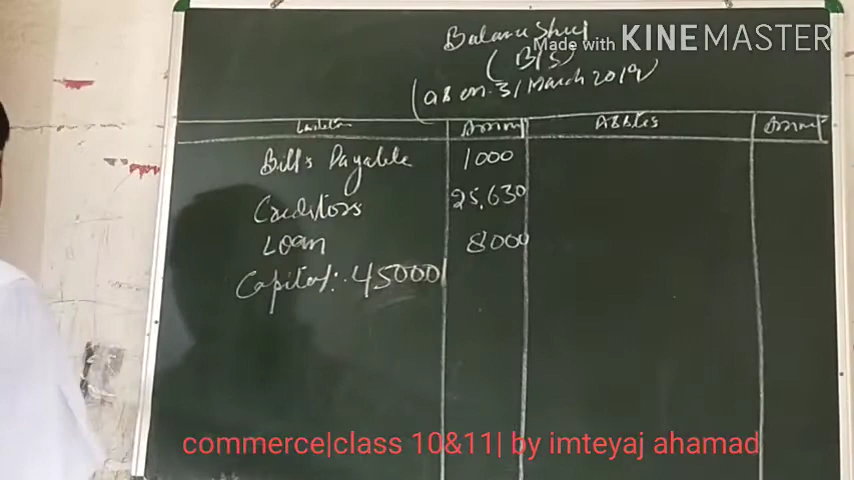 Balance Sheet
Made with KINEMASTER
(B/S)
(as on 31 March 2019)
Amount Assets Amount
Bills Payable 1000
Creditors 25,630
Loan 8000
Capital: 45000
commerce|class 10&11| by imteyaj ahamad